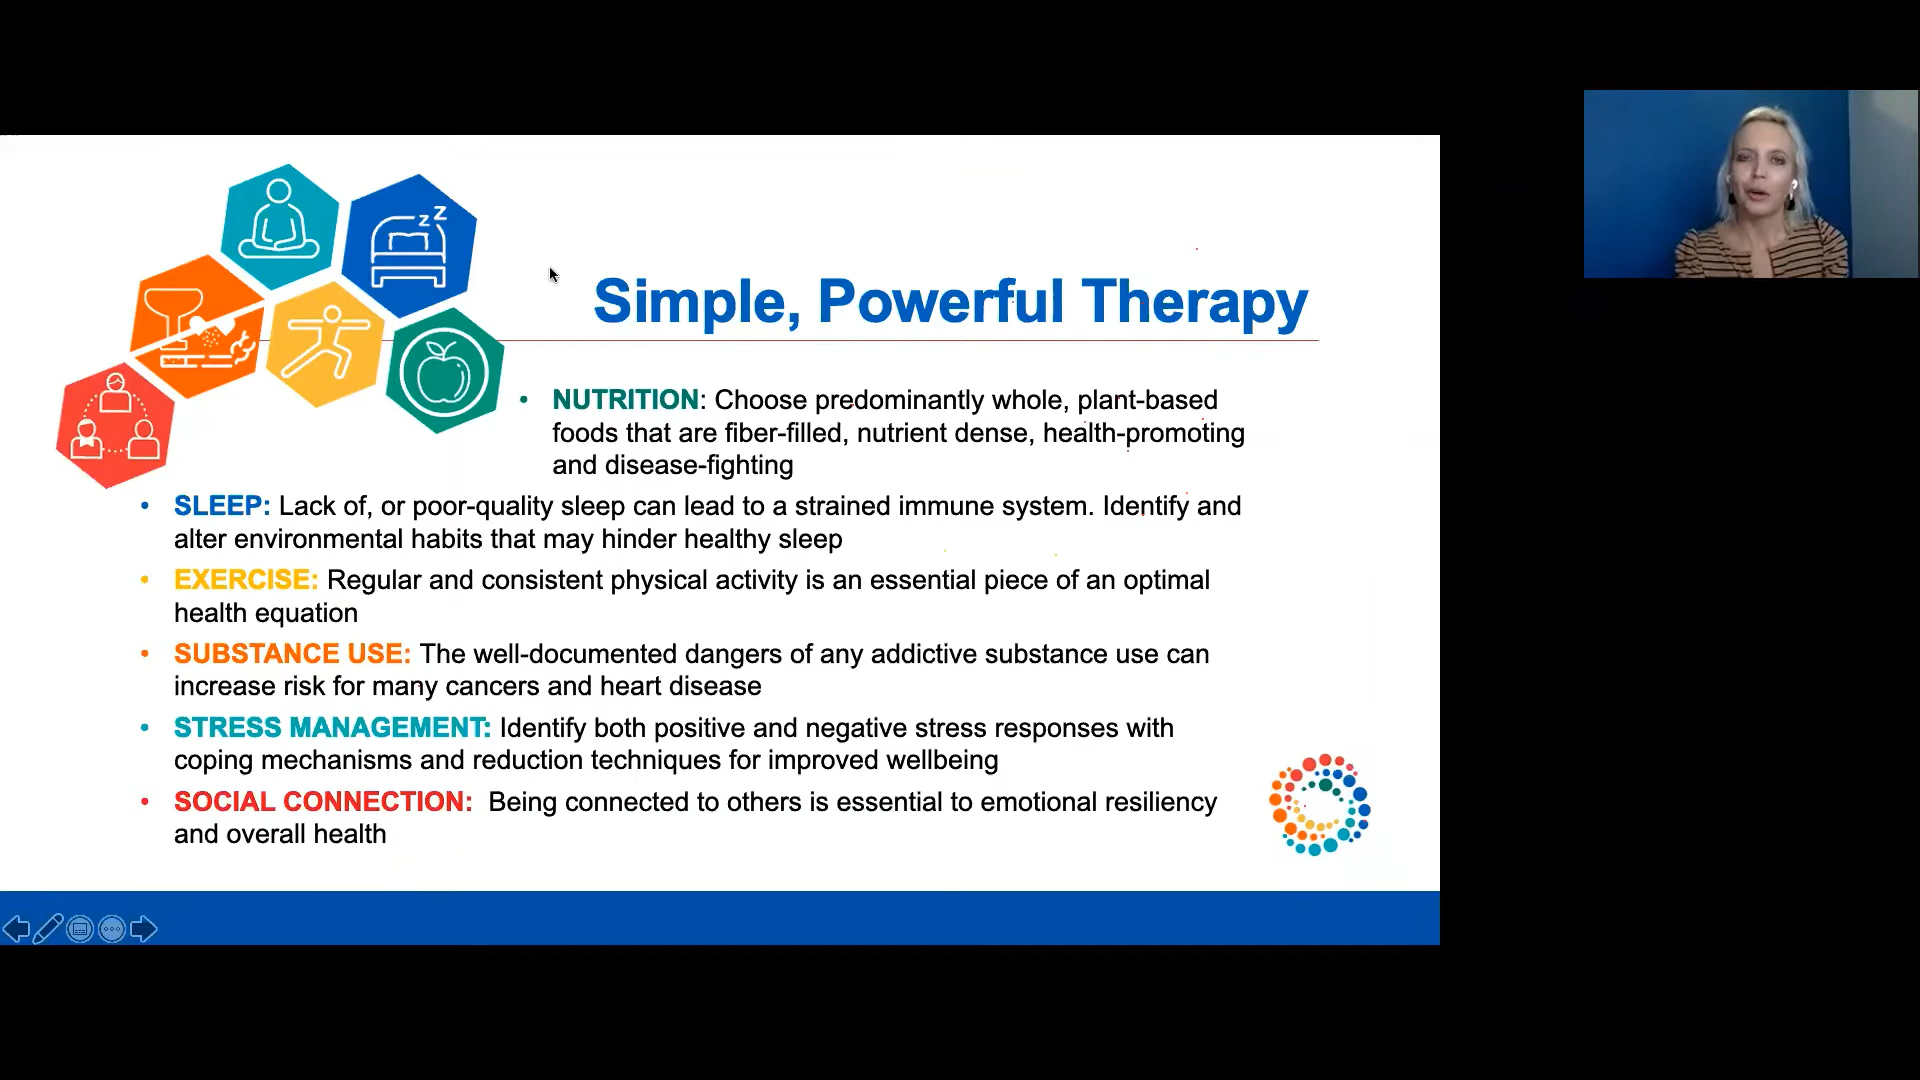 Simple, Powerful Therapy
• NUTRITION: Choose predominantly whole, plant-based
foods that are fiber-filled, nutrient dense, health-promoting
and disease-fighting
• SLEEP: Lack of, or poor-quality sleep can lead to a strained immune system. Identify and
alter environmental habits that may hinder healthy sleep
• EXERCISE: Regular and consistent physical activity is an essential piece of an optimal
health equation
• SUBSTANCE USE: The well-documented dangers of any addictive substance use can
increase risk for many cancers and heart disease
• STRESS MANAGEMENT: Identify both positive and negative stress responses with
coping mechanisms and reduction techniques for improved wellbeing
• SOCIAL CONNECTION: Being connected to others is essential to emotional resiliency
and overall health